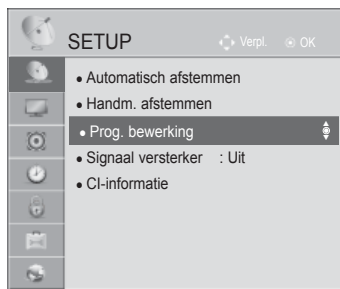 SETUP Verpl. OK
• Automatisch afstemmen
• Handm. afstemmen
• Prog. bewerking
• Signaal versterker : Uit
• CI-informatie